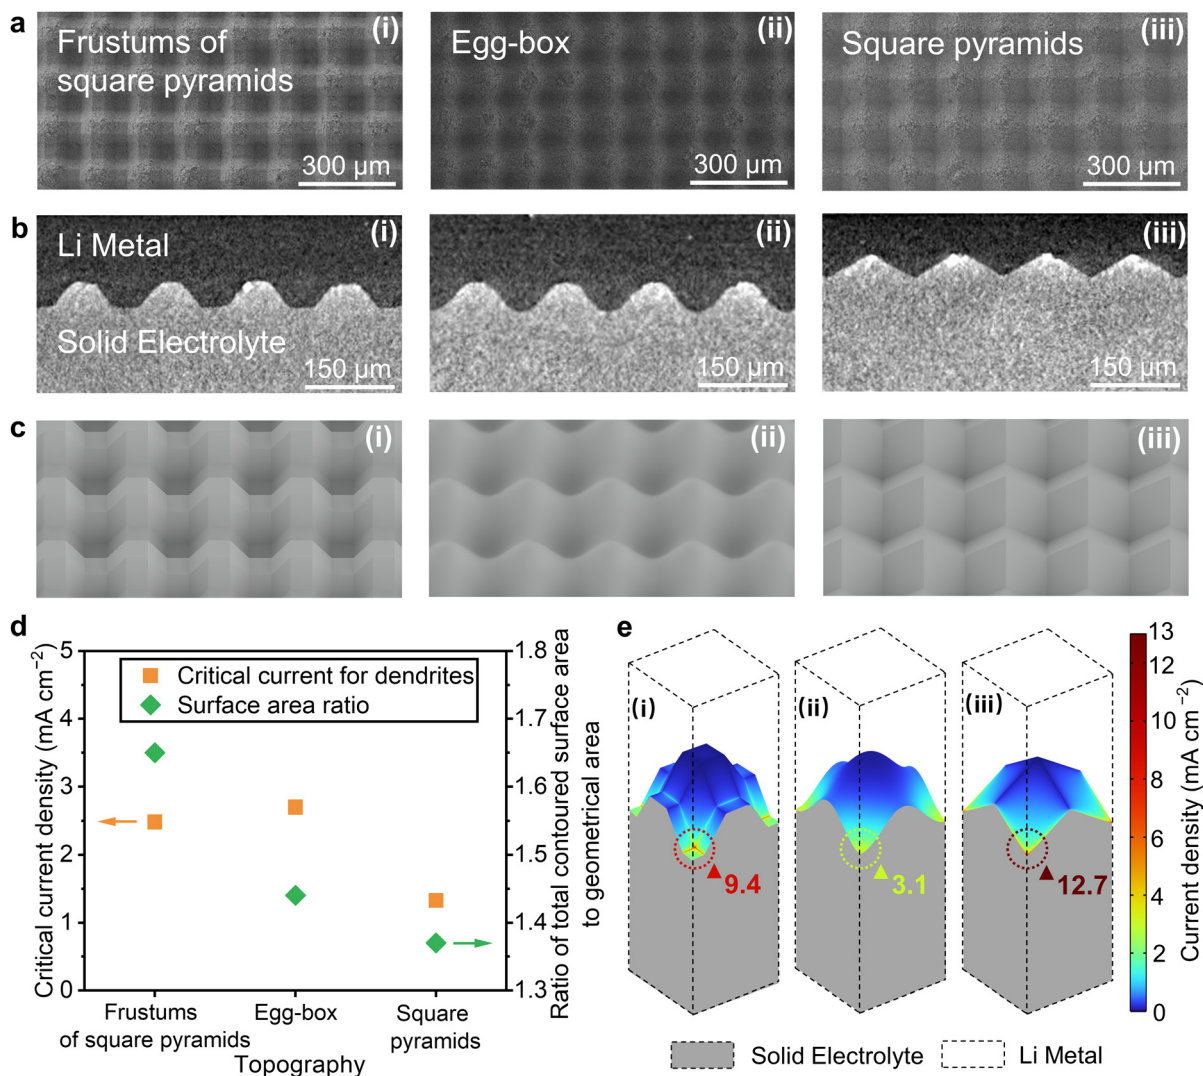 a
Frustums of
square pyramids
(i)
300 µm
Egg-box
(ii)
300 µm
Square pyramids
(iii)
300 µm
b
Li Metal
(i)
Solid Electrolyte
150 µm
(ii)
150 µm
(iii)
150 µm
c
(i)
(ii)
(iii)
d
Critical current density (mA cm⁻²)
5
4
3
2
1
0
Critical current for dendrites
Surface area ratio
1.8
1.7
1.6
1.5
1.4
1.3
Ratio of total contoured surface area
to geometrical area
Frustums
of square pyramids
Egg-box
Square
pyramids
Topography
e
(i)
9.4
(ii)
3.1
(iii)
12.7
13
12
10
8
6
4
2
0
Current density (mA cm⁻²)
Solid Electrolyte
Li Metal